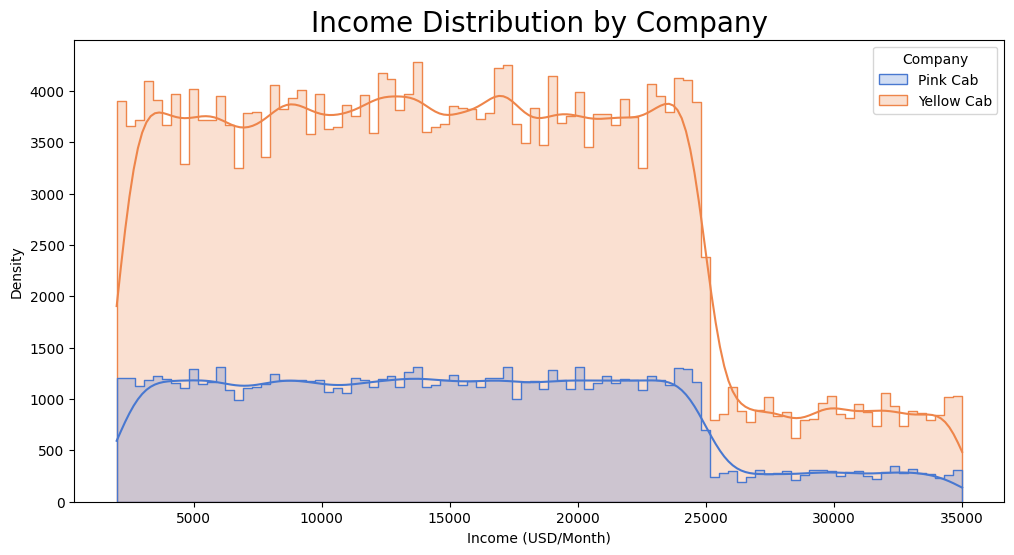 Income Distribution by Company
Company
Pink Cab
Yellow Cab
Density
4000
3500
3000
2500
2000
1500
1000
500
0
5000
10000
15000
20000
25000
30000
35000
Income (USD/Month)